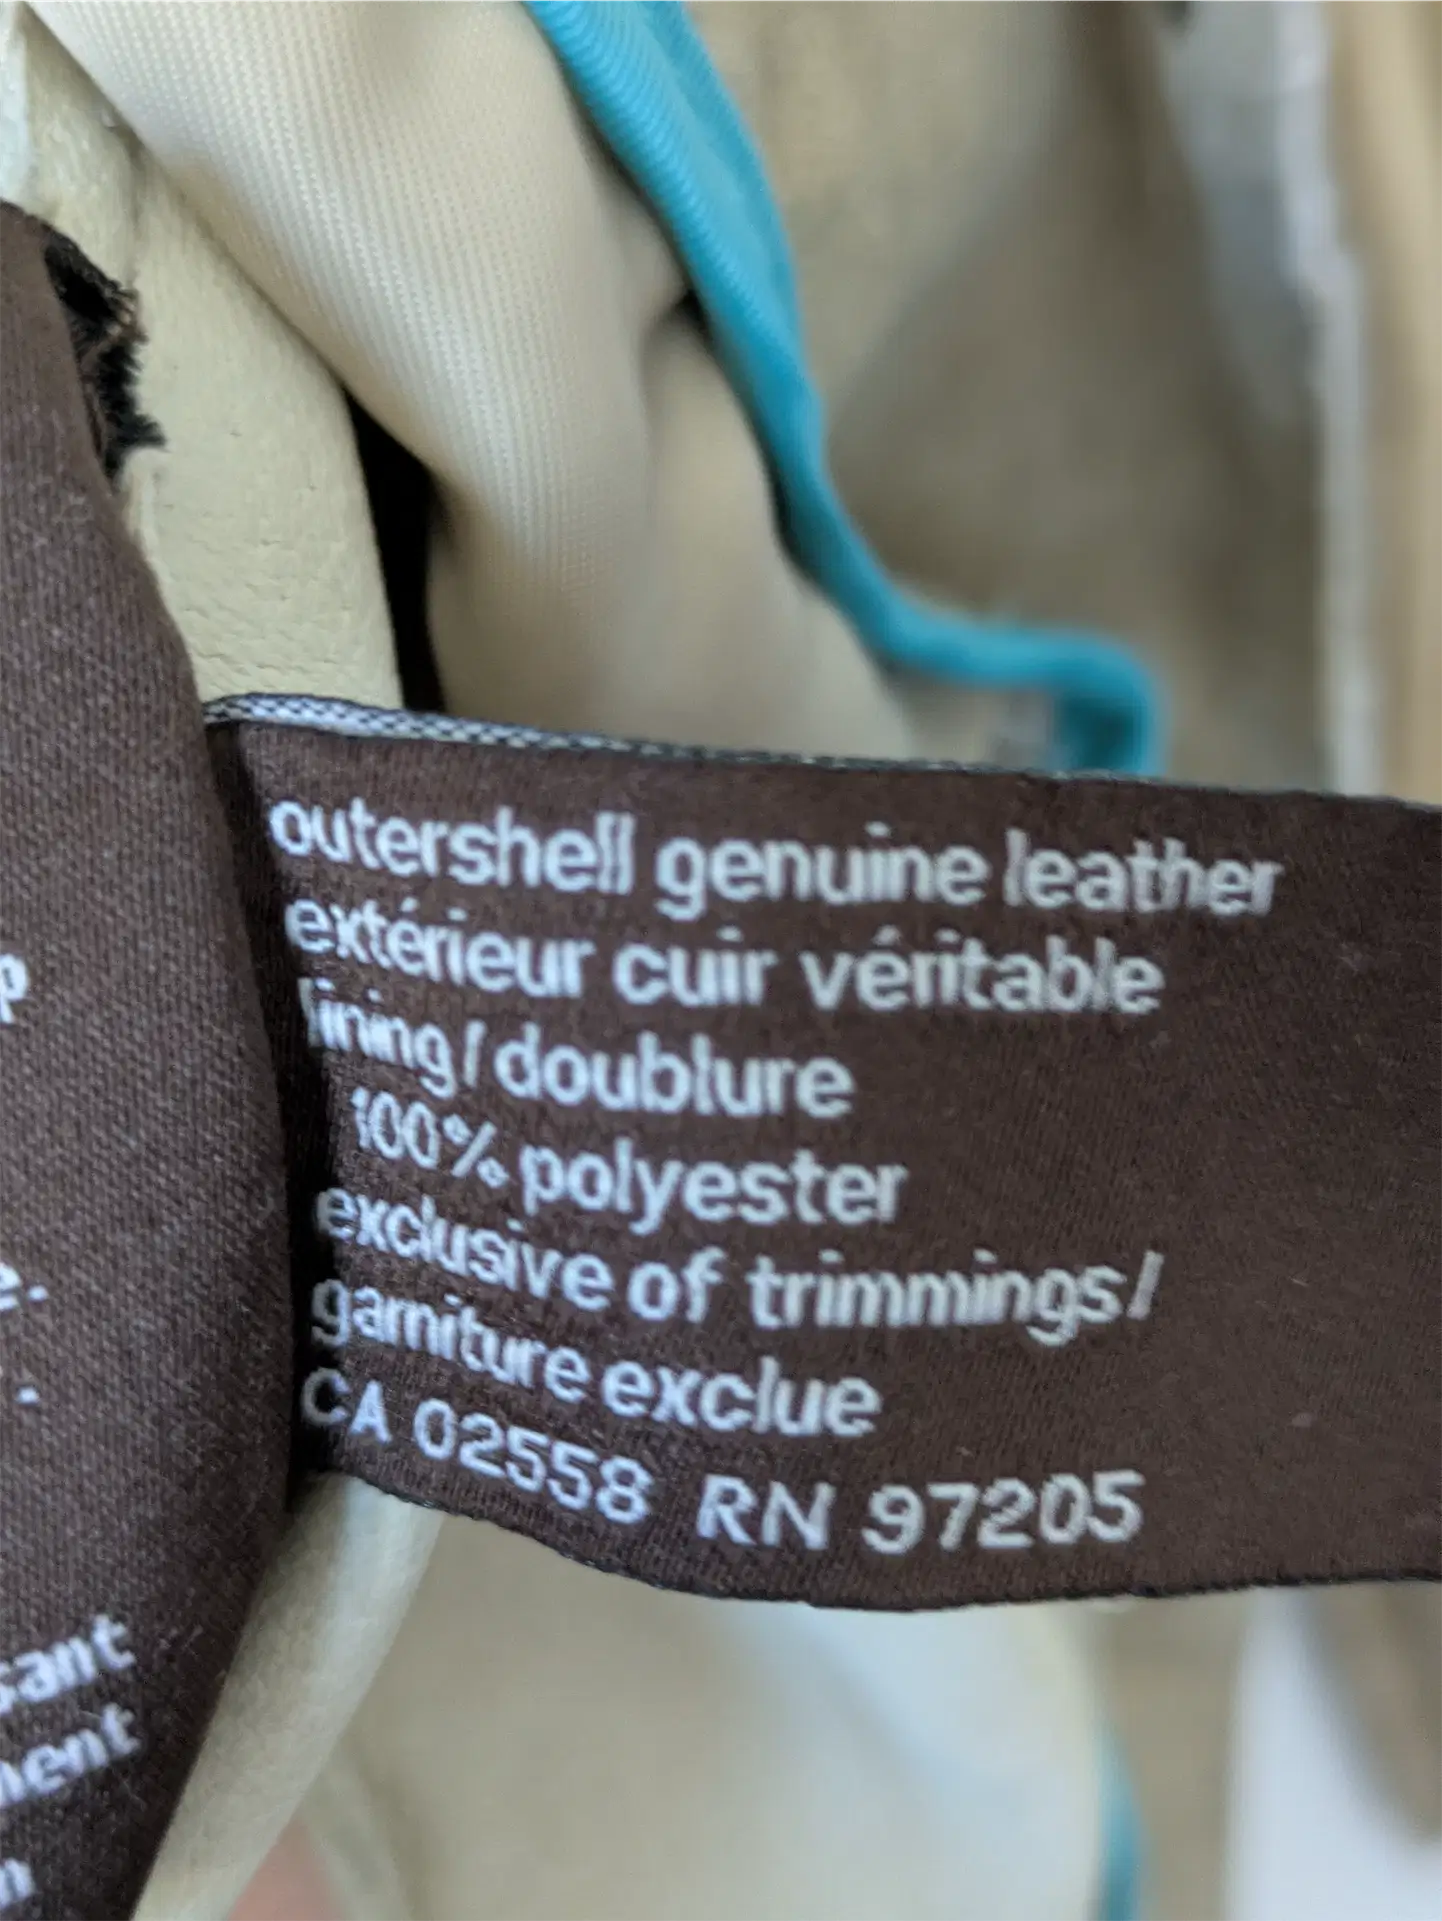 outershell genuine leather
extérieur cuir véritable
lining/doublure
100% polyester
exclusive of trimmings/
garniture exclue
CA 02558 RN 97205